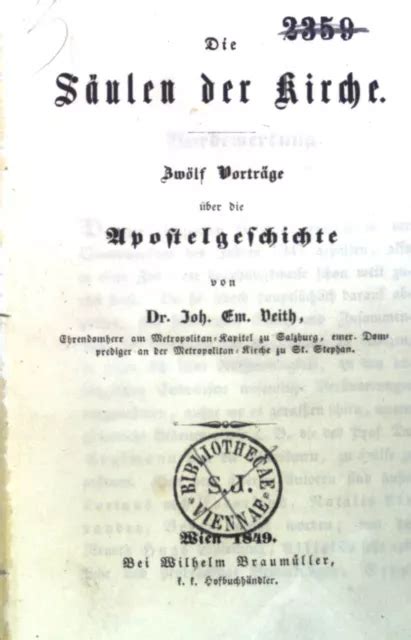 2359
Die
Säulen der Kirche.
Zwölf Vorträge
über die
Apostelgeschichte
von
Dr. Joh. Em. Veith,
Ehrendomherr am Metropolitan-Kapitel zu Salzburg, emer. Dom-
prediger an der Metropolitan-Kirche zu St. Stephan.
BIBLIOTHECAE
S.J.
VIENNAE
Wien 1849.
Bei Wilhelm Braumüller,
k. k. Hofbuchhändler.